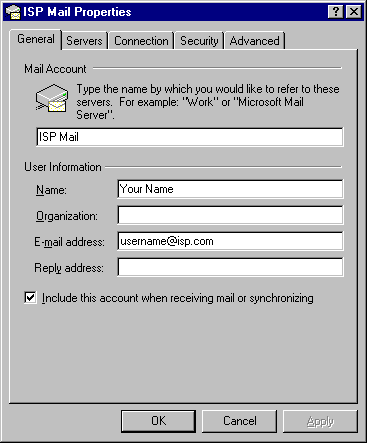 ISP Mail Properties
General Servers Connection Security Advanced
Mail Account
Type the name by which you would like to refer to these
servers. For example: "Work" or "Microsoft Mail
Server".
ISP Mail
User Information
Name: Your Name
Organization:
E-mail address: username@isp.com
Reply address:
Include this account when receiving mail or synchronizing
OK Cancel Apply